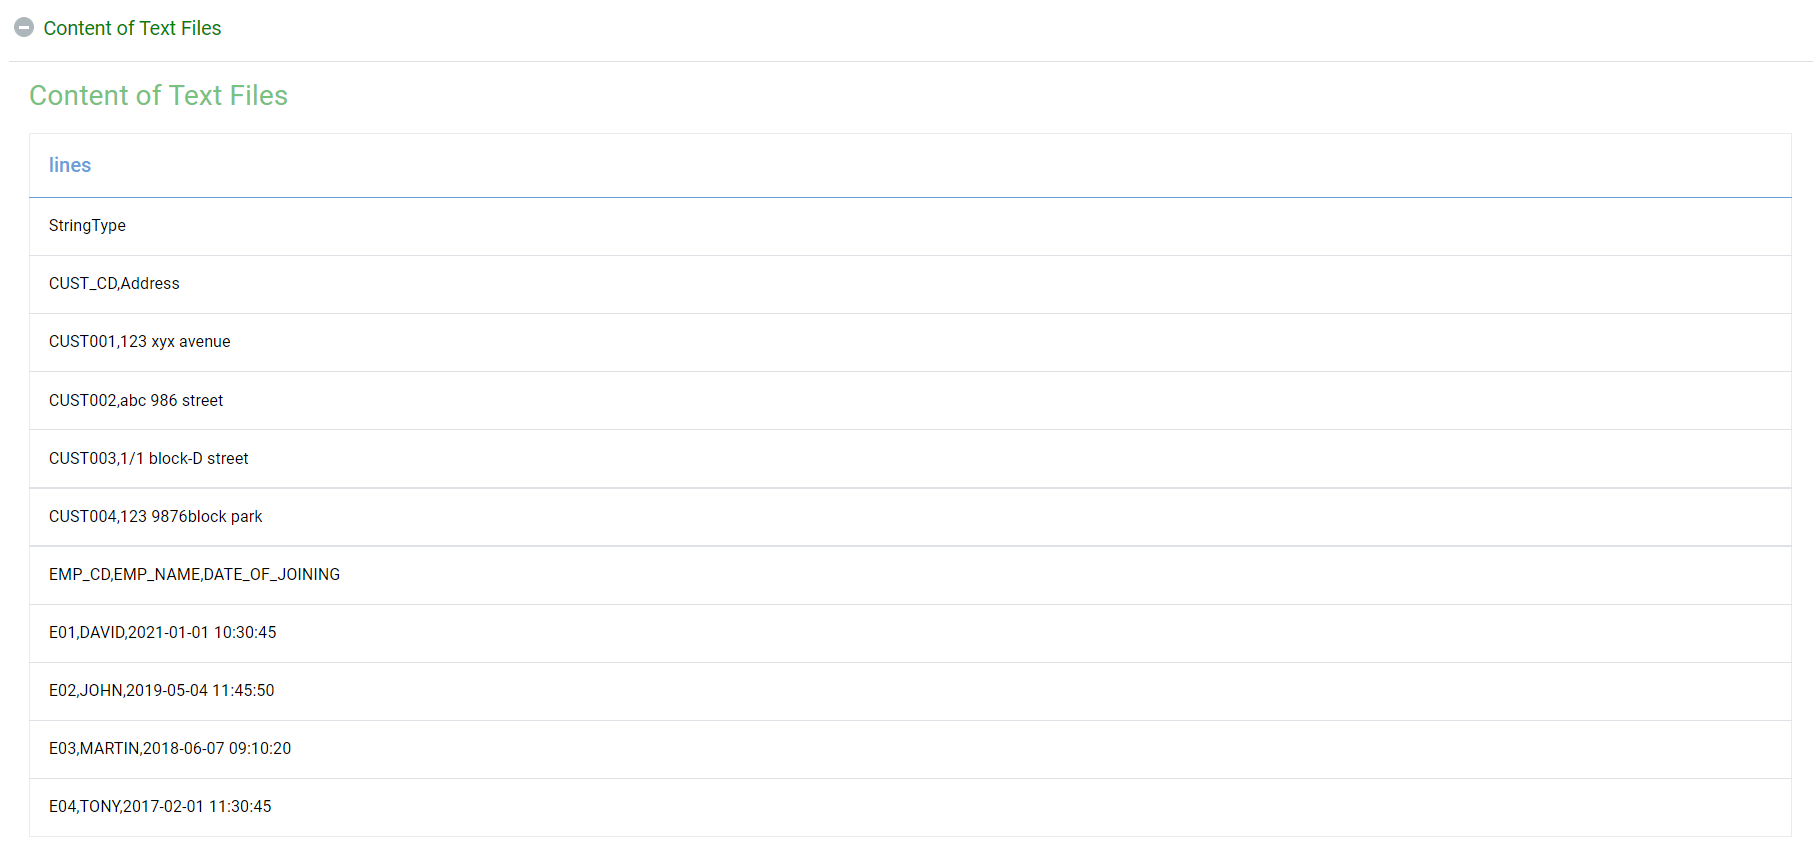 Content of Text Files
Content of Text Files
lines
StringType
CUST_CD,Address
CUST001,123 xyx avenue
CUST002,abc 986 street
CUST003,1/1 block-D street
CUST004,123 9876block park
EMP_CD,EMP_NAME,DATE_OF_JOINING
E01,DAVID,2021-01-01 10:30:45
E02,JOHN,2019-05-04 11:45:50
E03,MARTIN,2018-06-07 09:10:20
E04,TONY,2017-02-01 11:30:45